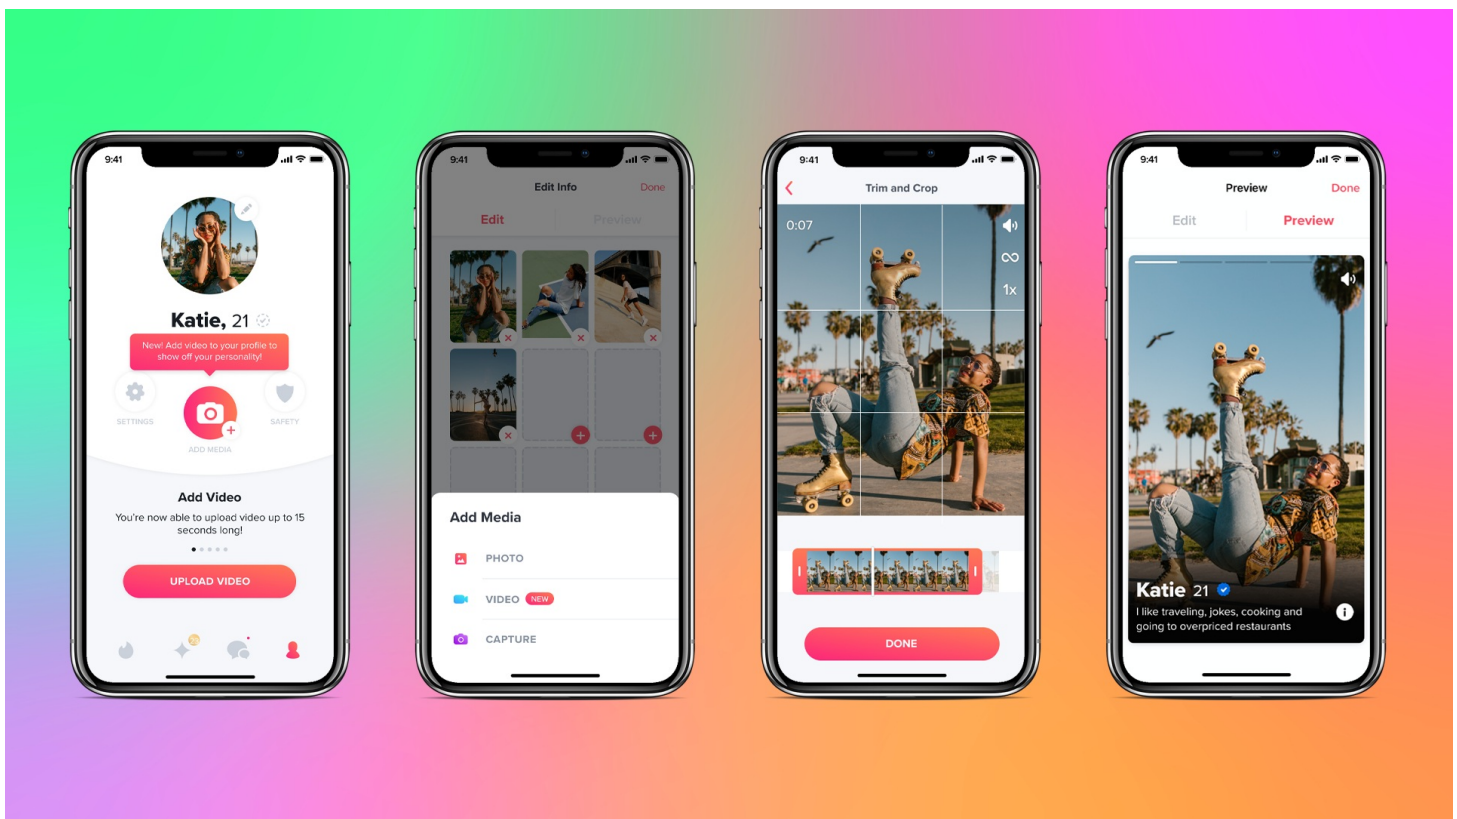 9:41
Katie, 21
New! Add video to your profile to
show off your personality!
SETTINGS
SAFETY
ADD MEDIA
Add Video
You're now able to upload video up to 15
seconds long!
UPLOAD VIDEO
9:41
Edit Info
Done
Edit
Preview
Add Media
PHOTO
VIDEO NEW
CAPTURE
9:41
Trim and Crop
0:07
1x
DONE
9:41
Preview
Done
Edit
Preview
Katie 21
I like traveling, jokes, cooking and
going to overpriced restaurants